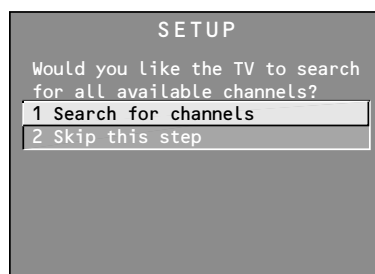 SETUP
Would you like the TV to search
for all available channels?
1 Search for channels
2 Skip this step